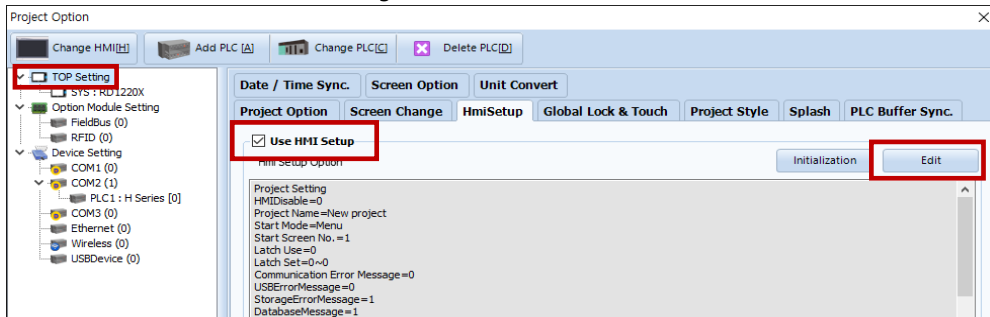 Project Option
Change HMI[H] Add PLC [A] Change PLC[C] Delete PLC[D]
TOP Setting
SYS : RD1220X
Option Module Setting
FieldBus (0)
RFID (0)
Device Setting
COM1 (0)
COM2 (1)
PLC1 : H Series [0]
COM3 (0)
Ethernet (0)
Wireless (0)
USBDevice (0)
Date / Time Sync. Screen Option Unit Convert
Project Option Screen Change HmiSetup Global Lock & Touch Project Style Splash PLC Buffer Sync.
Use HMI Setup
Hmi Setup Option Initialization Edit
Project Setting
HMIDisable=0
Project Name=New project
Start Mode=Menu
Start Screen No.=1
Latch Use=0
Latch Set=0~0
Communication Error Message=0
USBErrorMessage=0
StorageErrorMessage=1
DatabaseMessage=1